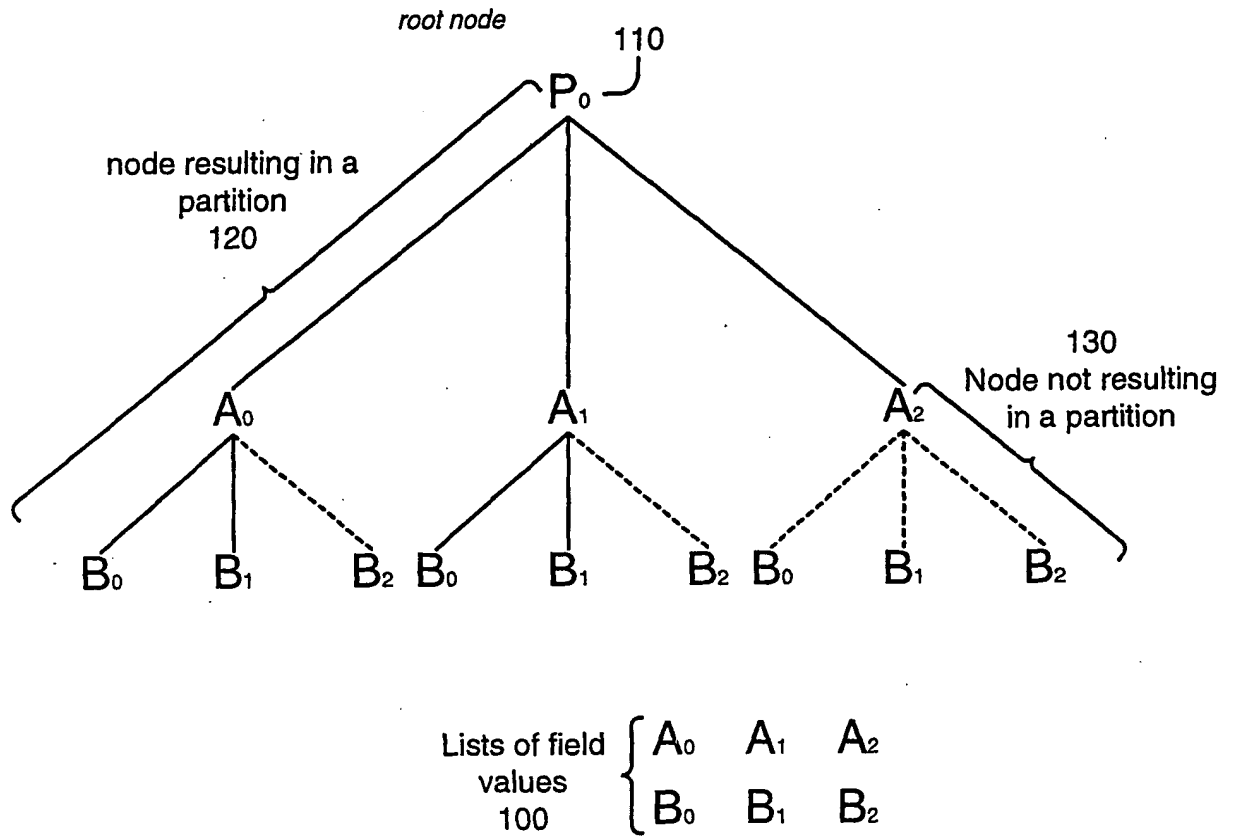 root node
110
P₀
node resulting in a
partition
120
130
Node not resulting
in a partition
A₀ A₁ A₂
B₀ B₁ B₂ B₀ B₁ B₂ B₀ B₁ B₂
Lists of field
values
100
A₀ A₁ A₂
B₀ B₁ B₂